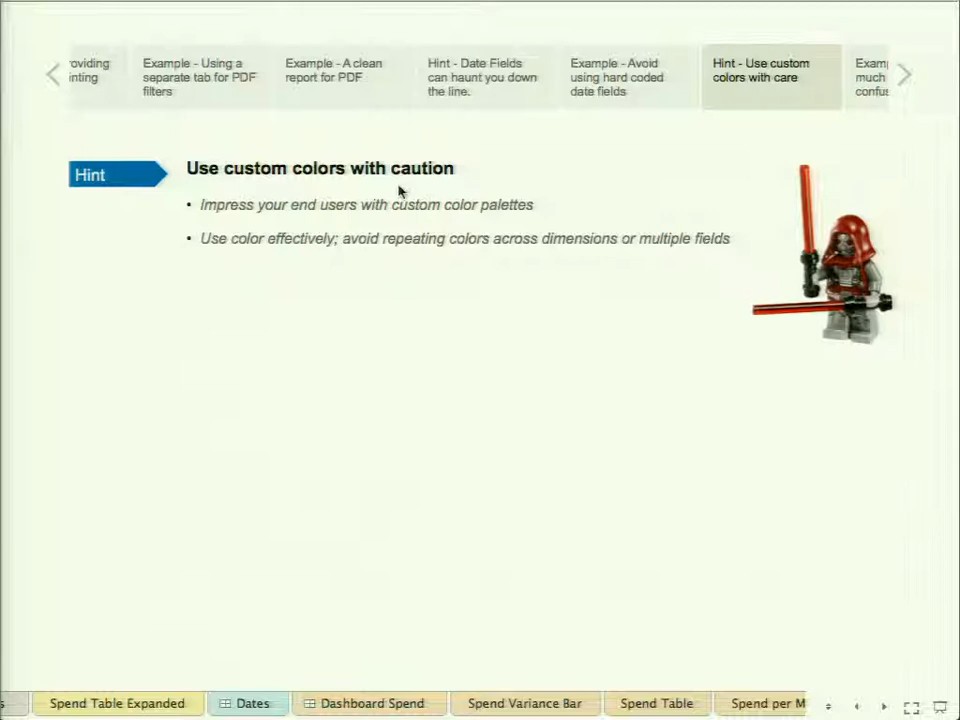 oviding
inting
Example - Using a
separate tab for PDF
filters
Example - A clean
report for PDF
Hint - Date Fields
can haunt you down
the line.
Example - Avoid
using hard coded
date fields
Hint - Use custom
colors with care
Examp
much
confus
Hint
Use custom colors with caution
• Impress your end users with custom color palettes
• Use color effectively; avoid repeating colors across dimensions or multiple fields
s
Spend Table Expanded
Dates
Dashboard Spend
Spend Variance Bar
Spend Table
Spend per M